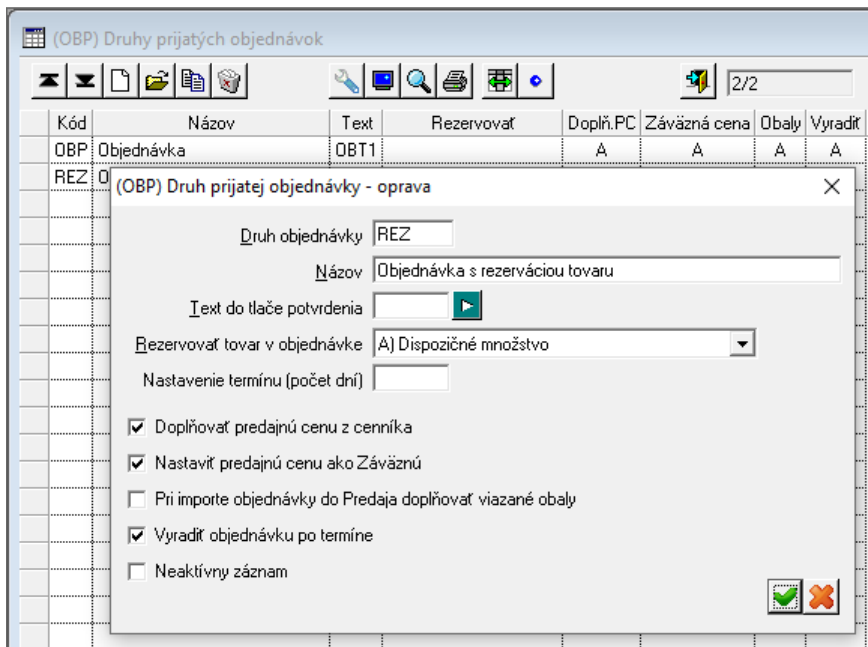 (OBP) Druhy prijatých objednávok
2/2
Kód Názov Text Rezervovať Doplň.PC Záväzná cena Obaly Vyradiť
OBP Objednávka OBT1 A A A A
REZ O
(OBP) Druh prijatej objednávky - oprava
Druh objednávky REZ
Názov Objednávka s rezerváciou tovaru
Text do tlače potvrdenia
Rezervovať tovar v objednávke A) Dispozičné množstvo
Nastavenie termínu (počet dní)
Doplňovať predajnú cenu z cenníka
Nastaviť predajnú cenu ako Záväznú
Pri importe objednávky do Predaja doplňovať viazané obaly
Vyradiť objednávku po termíne
Neaktívny záznam